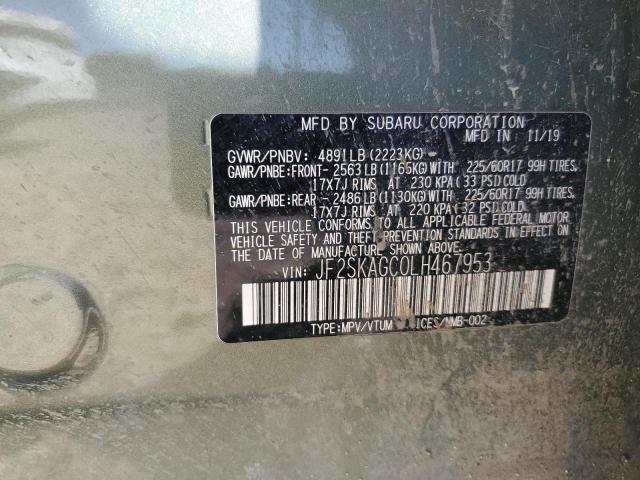 MFD BY SUBARU CORPORATION
MFD IN 11/19
GVWR/PNBV: 4891LB(2223KG)
GAWR/PNBE:FRONT- 2563LB(1165KG)WITH 225/60R17 99H TIRES,
17X7J RIMS AT 230 KPA(33 PSI)COLD
GAWR/PNBE:REAR - 2486LB(1130KG)WITH 225/60R17 99H TIRES,
17X7J RIMS AT 220 KPA(32 PSI)COLD
THIS VEHICLE CONFORMS TO ALL APPLICABLE FEDERAL MOTOR
VEHICLE SAFETY AND THEFT PREVENTION STANDARDS IN EFFECT ON
THE DATE OF MANUFACTURE SHOWN ABOVE.
VIN: JF2SKAGC0LH467953
TYPE:MPV/VTUM ICES/NMB-002